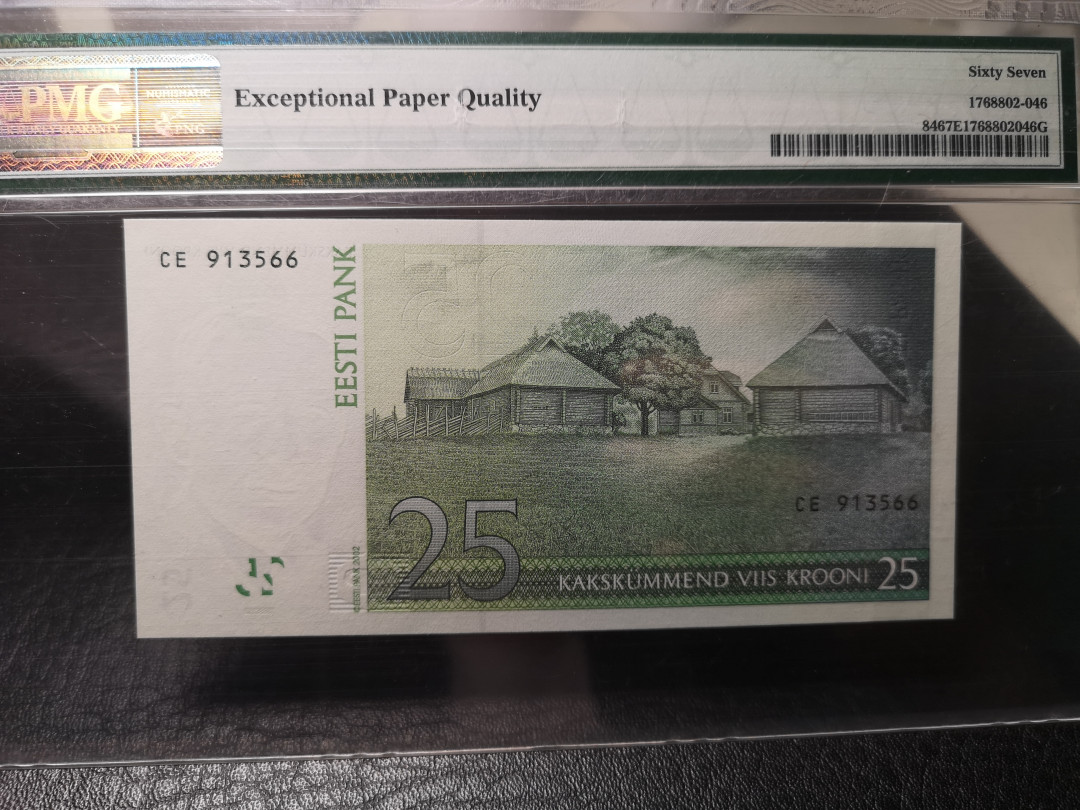 PMG
PNG
Exceptional Paper Quality
Sixty Seven
1768802-046
8467E1768802046G
CE 913566
EESTI PANK
CE 913566
25
KAKSKUMMEND VIIS KROONI 25